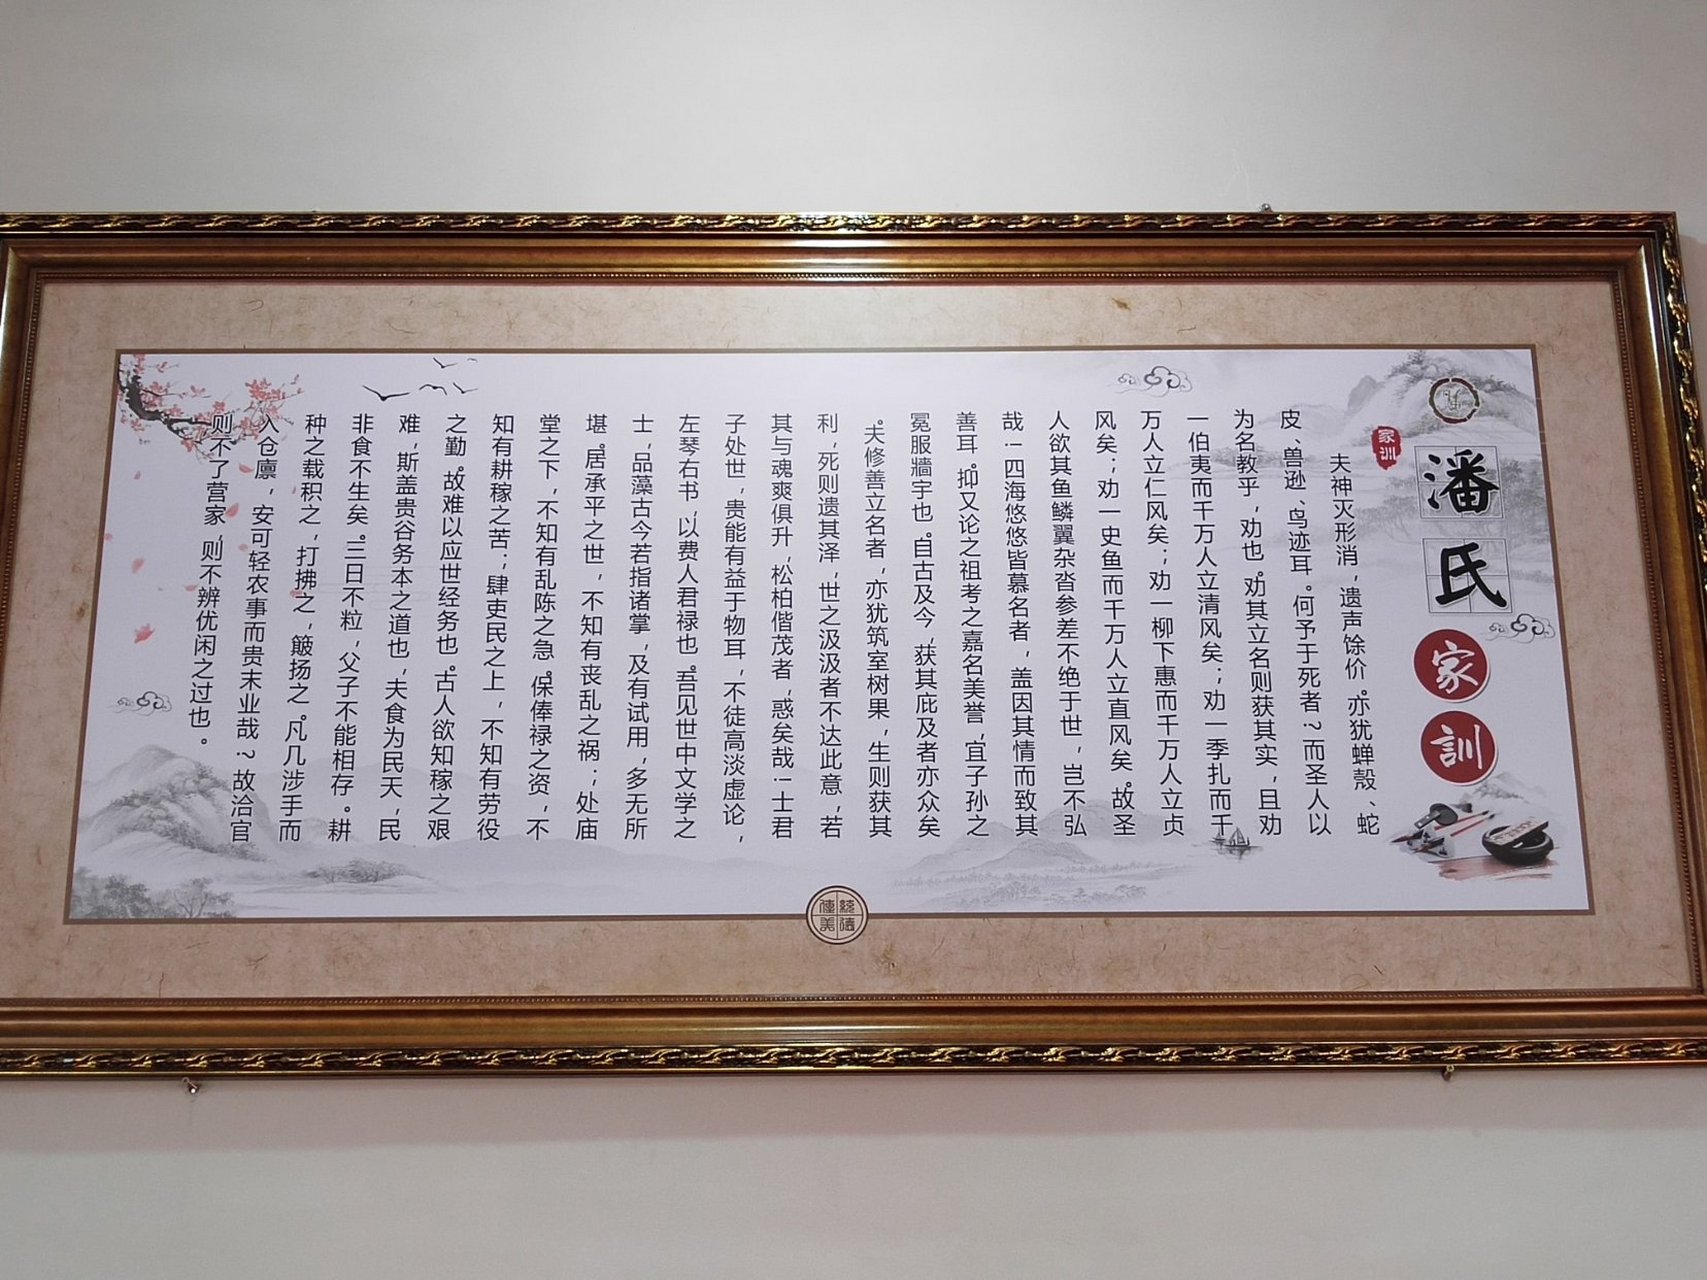 潘氏
家訓
家训
夫神灭形消，遗声馀价。亦犹蝉殻、蛇
皮、兽逊、鸟迹耳。何予于死者？而圣人以
为名教乎，劝也。劝其立名则获其实，且劝
一伯夷而千万人立清风矣；劝一季扎而千
万人立仁风矣；劝一柳下惠而千万人立贞
风矣；劝一史鱼而千万人立直风矣。故圣
人欲其鱼鳞翼杂沓参差不绝于世，岂不弘
哉！四海悠悠皆慕名者，盖因其情而致其
善耳。抑又论之祖考之嘉名美誉，宜子孙之
冕服牆宇也。自古及今，获其庇及者亦众矣
。夫修善立名者，亦犹筑室树果，生则获其
利，死则遗其泽，世之汲汲者不达此意，若
其与魂爽俱升、松柏偕茂者，惑矣哉！士君
子处世，贵能有益于物耳，不徒高淡虚论，
左琴右书，以费人君禄也。吾见世中文学之
士，品藻古今若指诸掌，及有试用，多无所
堪。居承平之世，不知有丧乱之祸；处庙
堂之下，不知有乱陈之急。保俸禄之资，不
知有耕稼之苦；肆吏民之上，不知有劳役
之勤。故难以应世经务也。古人欲知稼之艰
难，斯盖贵谷务本之道也，夫食为民天，民
非食不生矣。三日不粒，父子不能相存。耕
种之载积之，打拂之，簸扬之。凡几涉手而
入仓廪，安可轻农事而贵末业哉？故治官
则不了营家，则不辨优闲之过也。